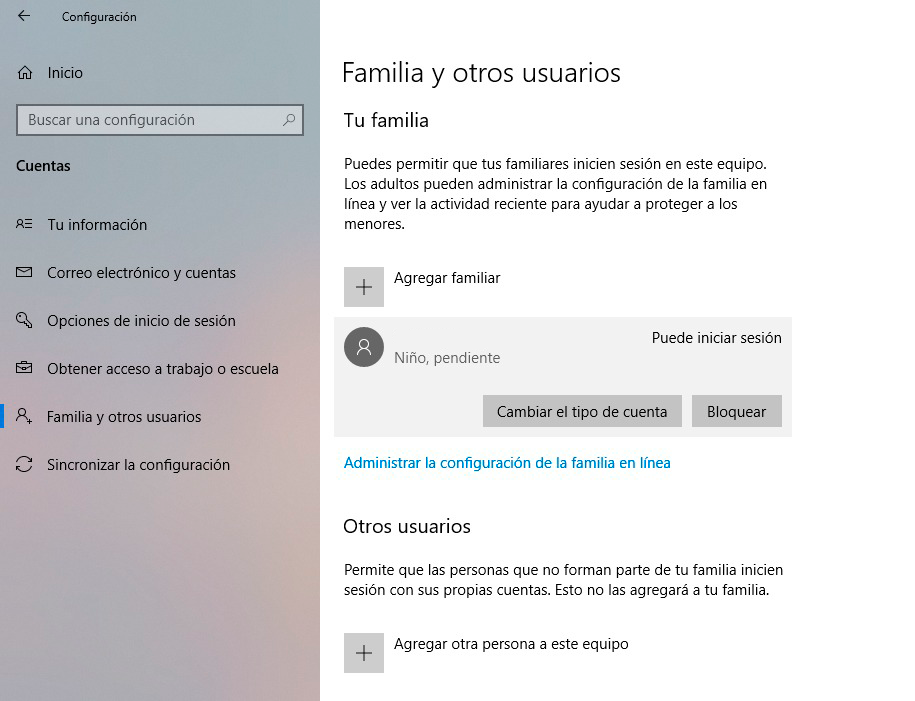 Configuración
Inicio
Buscar una configuración
Cuentas
Tu información
Correo electrónico y cuentas
Opciones de inicio de sesión
Obtener acceso a trabajo o escuela
Familia y otros usuarios
Sincronizar la configuración
Familia y otros usuarios
Tu familia
Puedes permitir que tus familiares inicien sesión en este equipo.
Los adultos pueden administrar la configuración de la familia en
línea y ver la actividad reciente para ayudar a proteger a los
menores.
Agregar familiar
Puede iniciar sesión
Niño, pendiente
Cambiar el tipo de cuenta
Bloquear
Administrar la configuración de la familia en línea
Otros usuarios
Permite que las personas que no forman parte de tu familia inicien
sesión con sus propias cuentas. Esto no las agregará a tu familia.
Agregar otra persona a este equipo